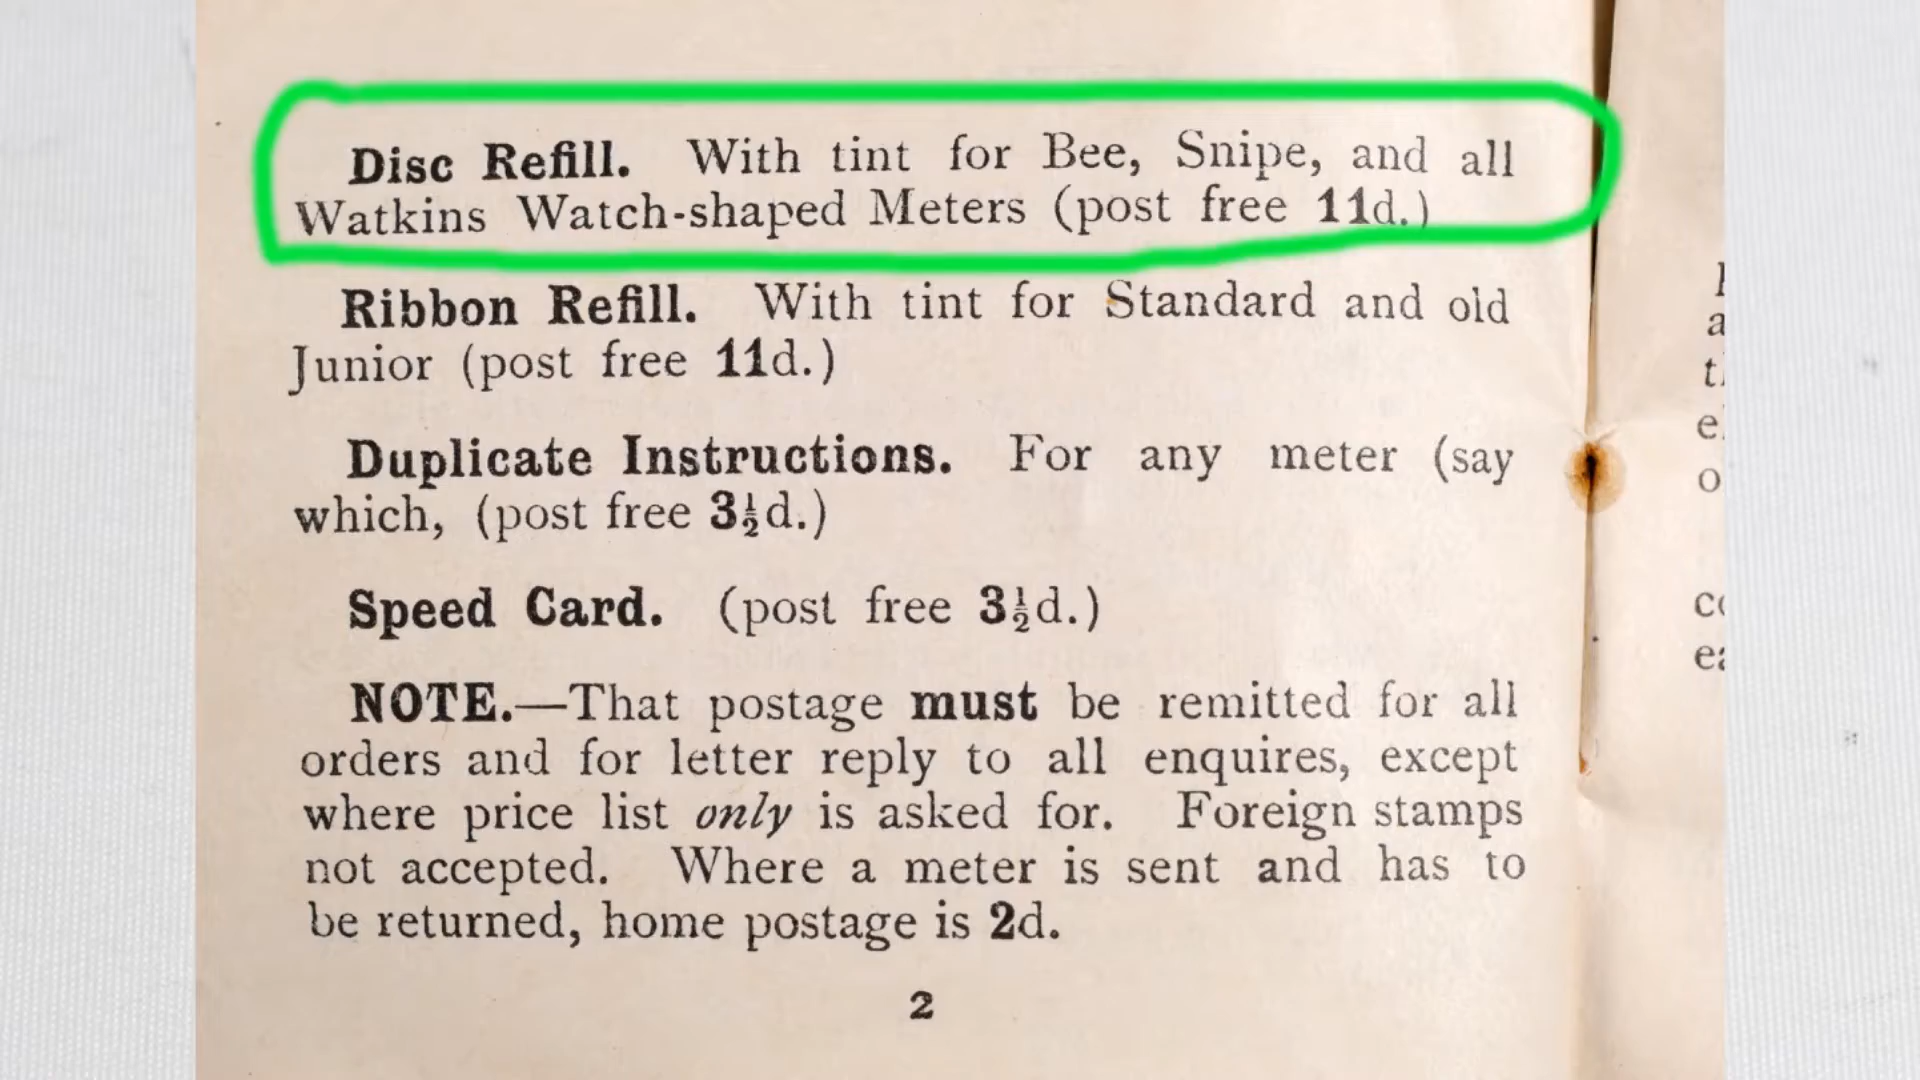 Disc Refill. With tint for Bee, Snipe, and all
Watkins Watch-shaped Meters (post free 11d.)
Ribbon Refill. With tint for Standard and old
Junior (post free 11d.)
Duplicate Instructions. For any meter (say
which, (post free 3½d.)
Speed Card. (post free 3½d.)
NOTE.—That postage must be remitted for all
orders and for letter reply to all enquires, except
where price list only is asked for. Foreign stamps
not accepted. Where a meter is sent and has to
be returned, home postage is 2d.
2